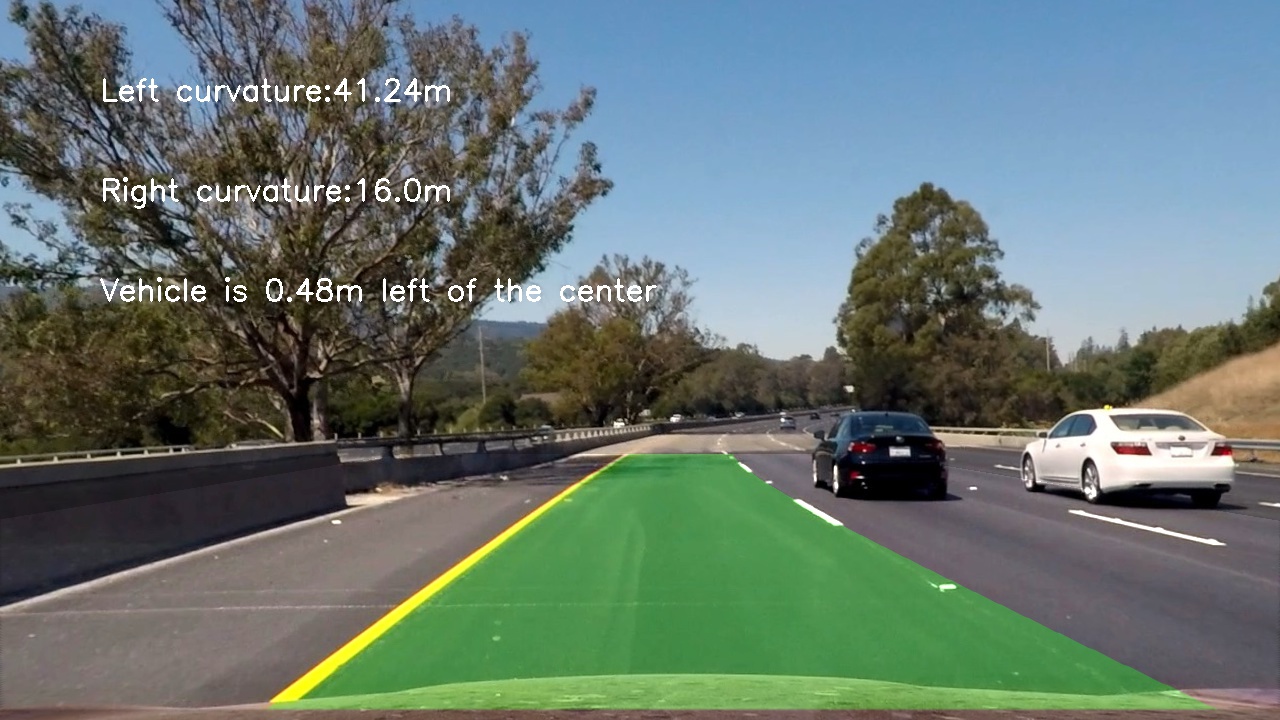 Left curvature:41.24m
Right curvature:16.0m
Vehicle is 0.48m left of the center